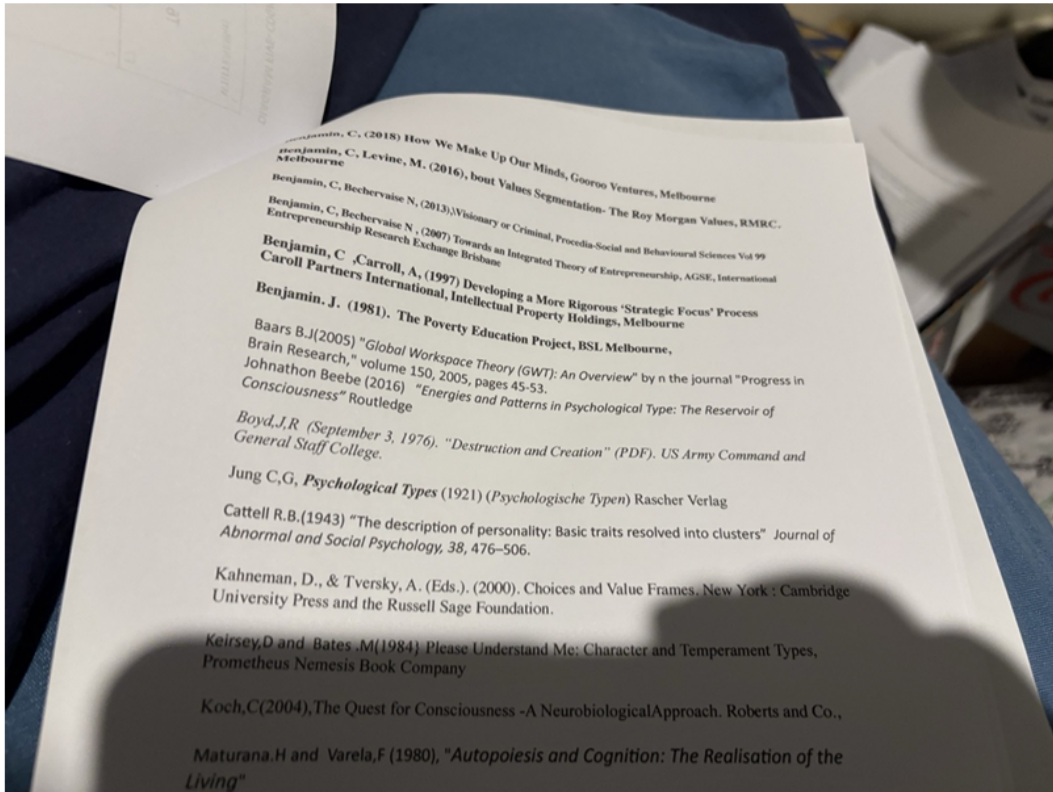 C. (2018) How We Make Up Our Minds, Gooroo Ventures, Melbourne
Benjamin, C, Levine, M. (2016), bout Values Segmentation- The Roy Morgan Values, RMRC.
Melbourne
Benjamin, C, Bechervaise N, (2013),\Visionary or Criminal, Procedia-Social and Behavioural Sciences Vol 99
Benjamin, C, Bechervaise N , (2007) Towards an Integrated Theory of Entrepreneurship, AGSE, International
Entrepreneurship Research Exchange Brisbane
Benjamin, C ,Carroll, A, (1997) Developing a More Rigorous ‘Strategic Focus’ Process
Caroll Partners International, Intellectual Property Holdings, Melbourne
Benjamin. J. (1981). The Poverty Education Project, BSL Melbourne,
Baars B.J(2005) "Global Workspace Theory (GWT): An Overview" by n the journal "Progress in
Brain Research," volume 150, 2005, pages 45-53.
Johnathon Beebe (2016) "Energies and Patterns in Psychological Type: The Reservoir of
Consciousness" Routledge
Boyd,J,R (September 3, 1976). "Destruction and Creation" (PDF). US Army Command and
General Staff College.
Jung C,G, Psychological Types (1921) (Psychologische Typen) Rascher Verlag
Cattell R.B.(1943) “The description of personality: Basic traits resolved into clusters” Journal of
Abnormal and Social Psychology, 38, 476–506.
Kahneman, D., & Tversky, A. (Eds.). (2000). Choices and Value Frames. New York : Cambridge
University Press and the Russell Sage Foundation.
Keirsey,D and Bates .M(1984) Please Understand Me: Character and Temperament Types,
Prometheus Nemesis Book Company
Koch,C(2004),The Quest for Consciousness -A NeurobiologicalApproach. Roberts and Co.,
Maturana.H and Varela,F (1980), "Autopoiesis and Cognition: The Realisation of the
Living"